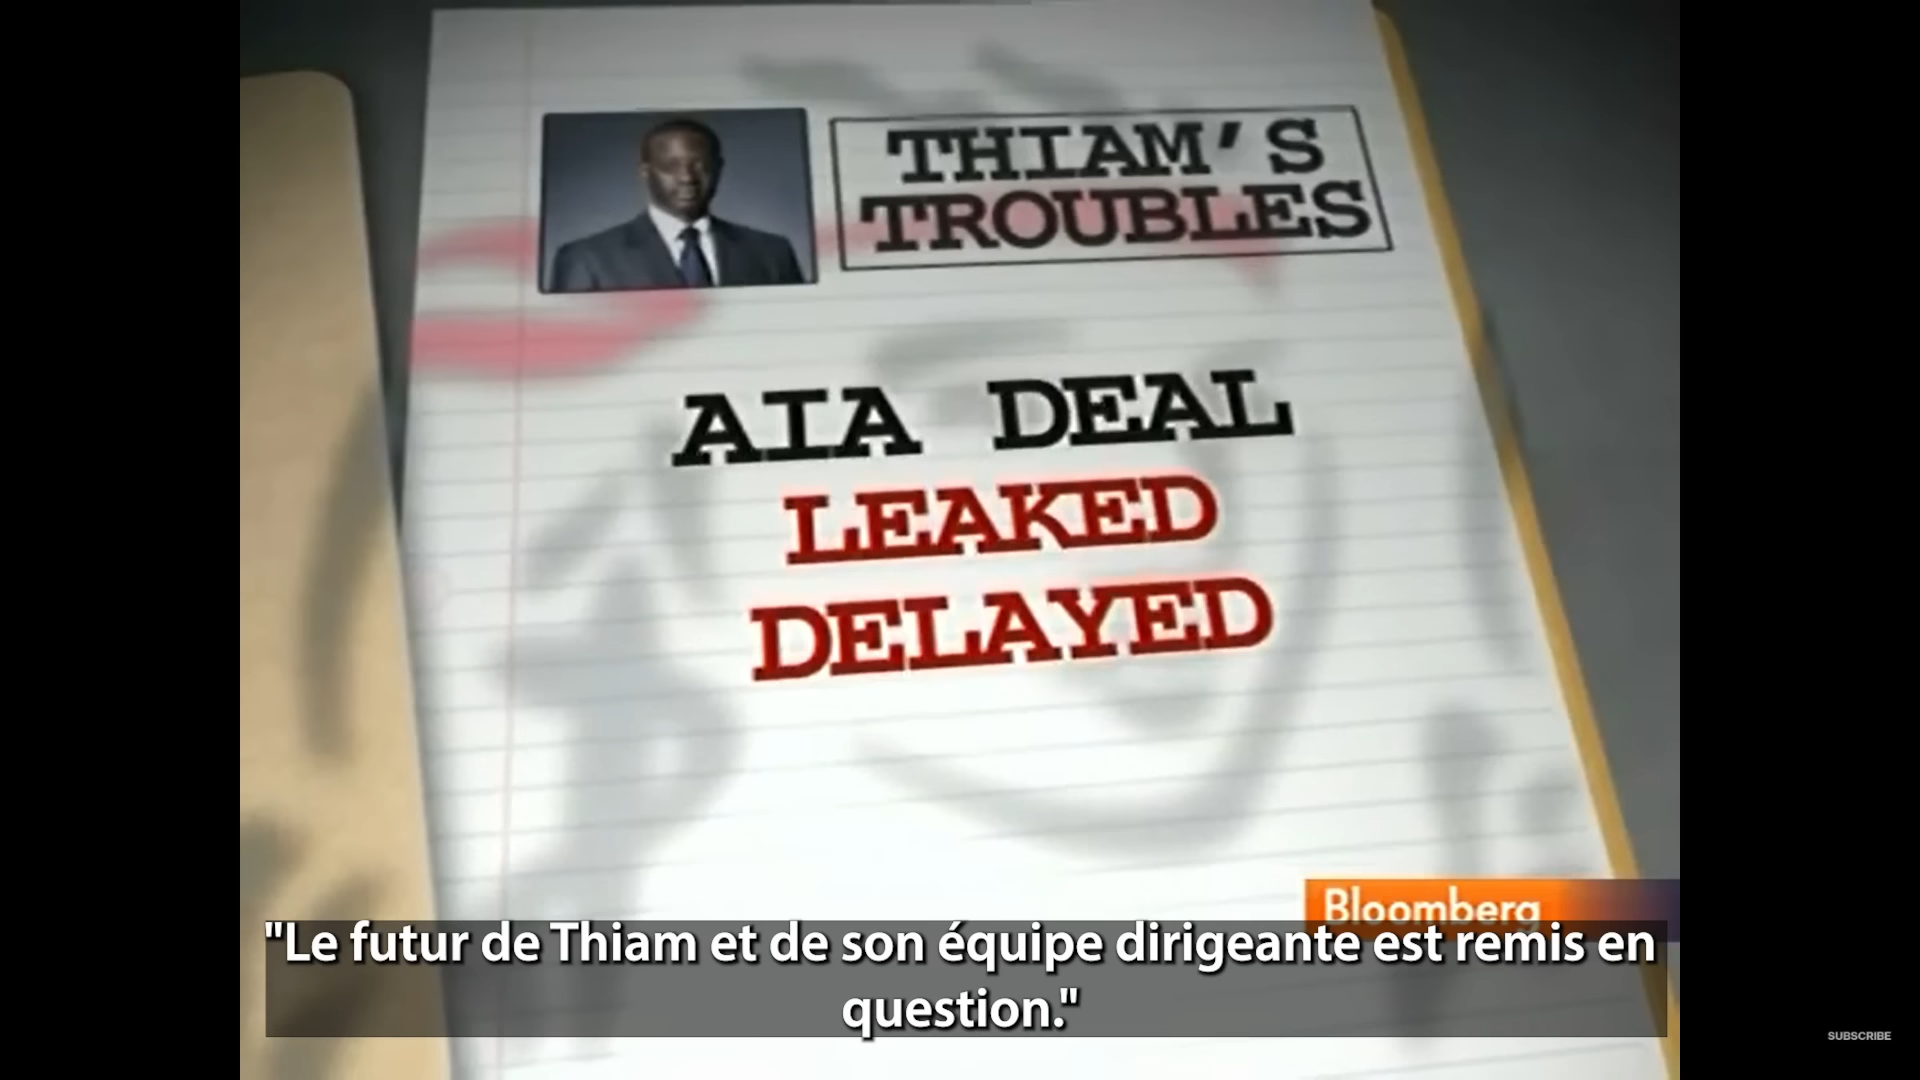 THIAM'S
TROUBLES
AIA DEAL
LEAKED
DELAYED
Bloomberg
"Le futur de Thiam et de son équipe dirigeante est remis en
question."
SUBSCRIBE